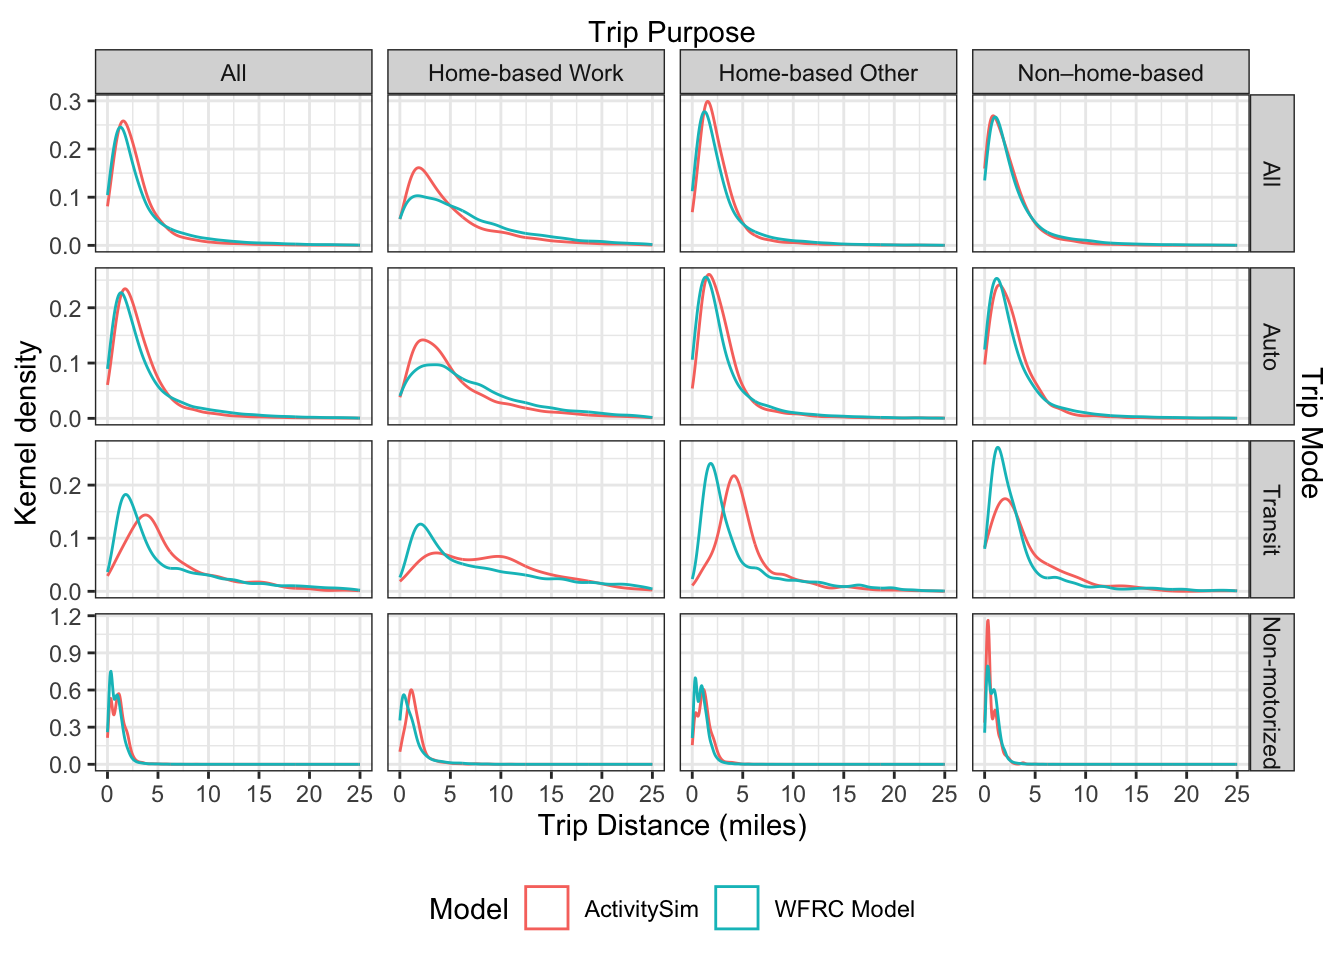 Trip Purpose
All Home-based Work Home-based Other Non–home-based
0.3
0.2
0.1
0.0
All
0.2
0.1
0.0
Auto
0.2
0.1
0.0
Transit
1.2
0.9
0.6
0.3
0.0
Non-motorized
Kernel density
Trip Mode
0 5 10 15 20 25 0 5 10 15 20 25 0 5 10 15 20 25 0 5 10 15 20 25
Trip Distance (miles)
Model ActivitySim WFRC Model